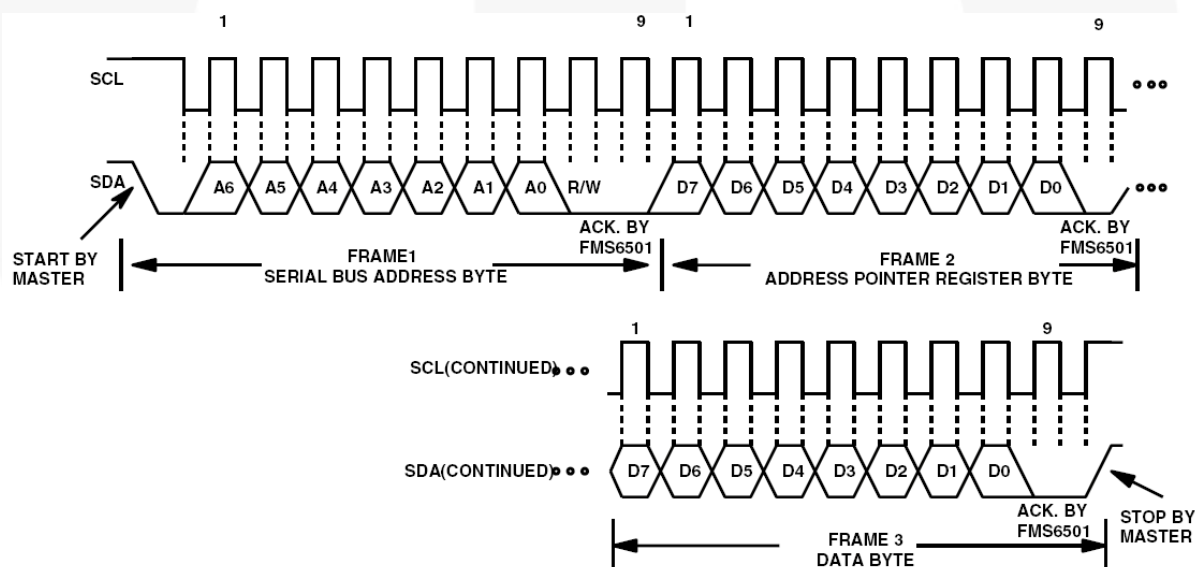 1 9 1 9
SCL
SDA A6 A5 A4 A3 A2 A1 A0 R/W D7 D6 D5 D4 D3 D2 D1 D0
ACK. BY
FMS6501
ACK. BY
FMS6501
START BY
MASTER
FRAME1
SERIAL BUS ADDRESS BYTE
FRAME 2
ADDRESS POINTER REGISTER BYTE
1 9
SCL(CONTINUED)
SDA(CONTINUED) D7 D6 D5 D4 D3 D2 D1 D0
ACK. BY
FMS6501
STOP BY
MASTER
FRAME 3
DATA BYTE